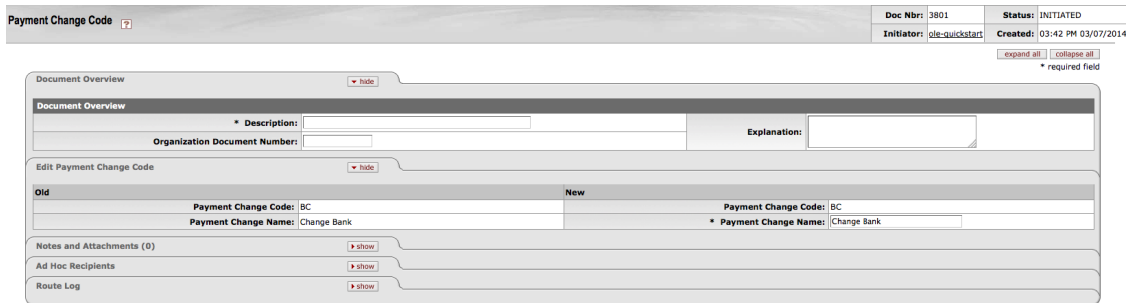 Payment Change Code ?
Doc Nbr: 3801 Status: INITIATED
Initiator: ole-quickstart Created: 03:42 PM 03/07/2014
expand all collapse all
* required field
Document Overview hide
Document Overview
* Description: Explanation:
Organization Document Number:
Edit Payment Change Code hide
Old New
Payment Change Code: BC Payment Change Code: BC
Payment Change Name: Change Bank * Payment Change Name: Change Bank
Notes and Attachments (0) show
Ad Hoc Recipients show
Route Log show